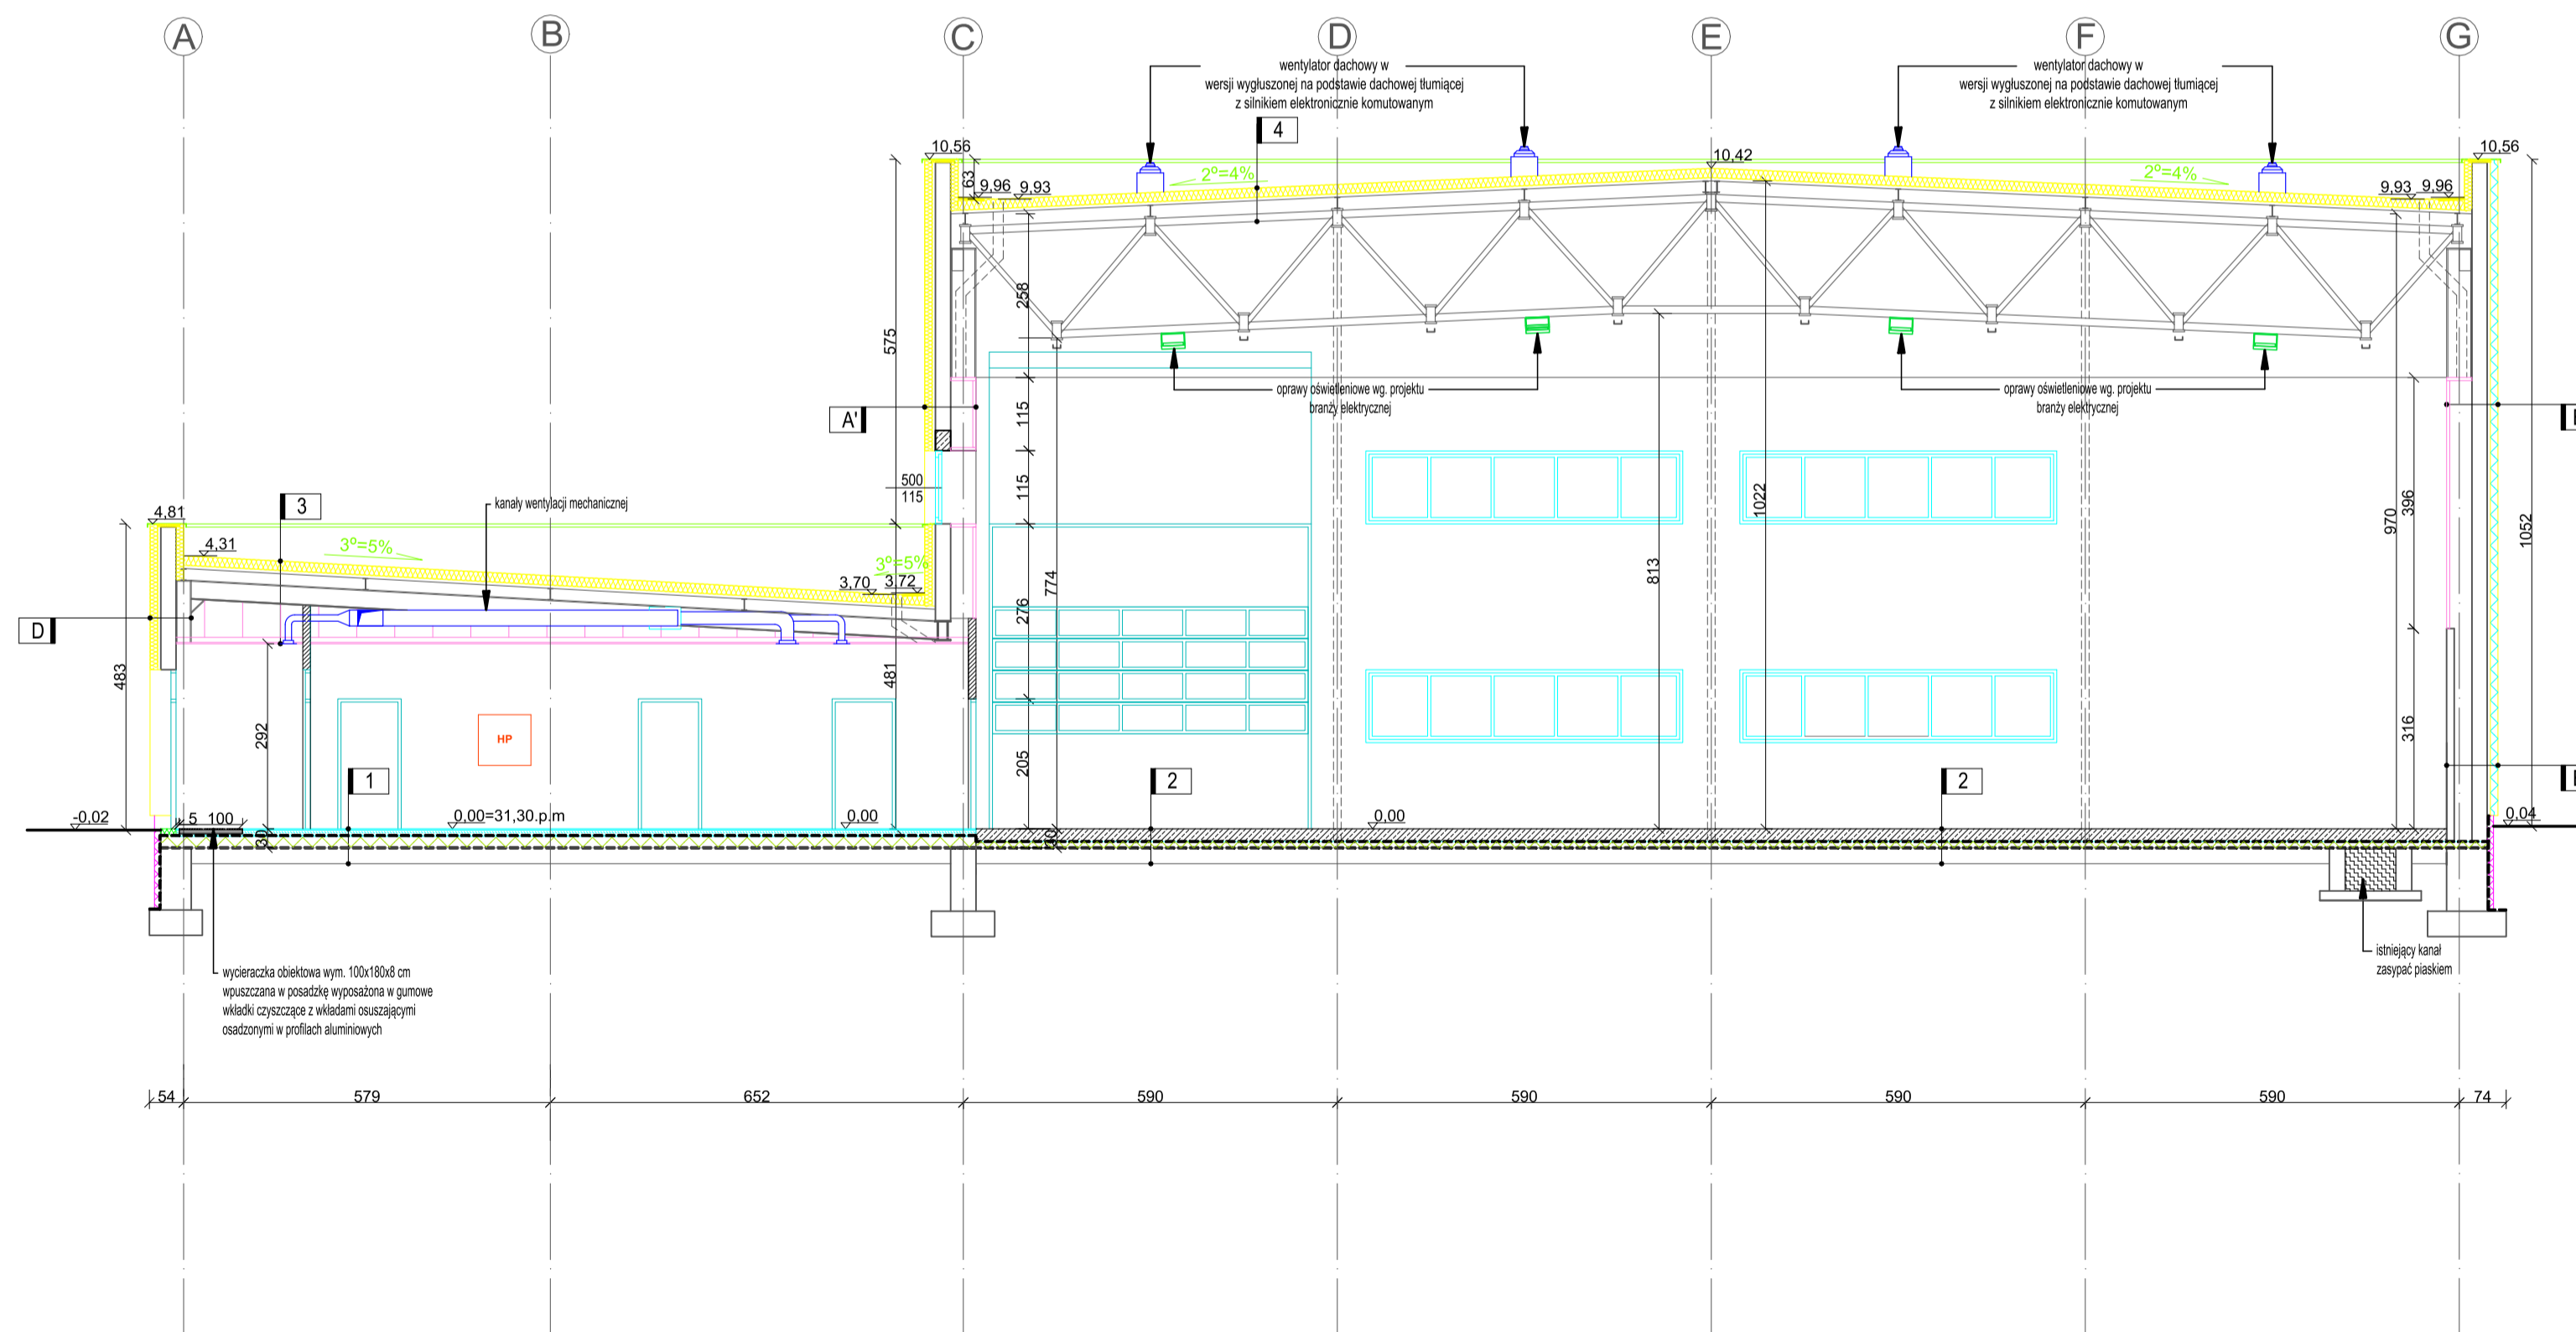 A
B
C
D
E
F
G
wentylator dachowy w
wersji wygłuszonej na podstawie dachowej tłumiącej
z silnikiem elektronicznie komutowanym
wentylator dachowy w
wersji wygłuszonej na podstawie dachowej tłumiącej
z silnikiem elektronicznie komutowanym
4
10,56
10,42
10,56
63
9,96
9,93
2º=4%
2º=4%
9,93
9,96
258
575
oprawy oświetleniowe wg. projektu
branży elektrycznej
oprawy oświetleniowe wg. projektu
branży elektrycznej
A'
115
500
115
115
1022
970
396
1052
3
kanały wentylacji mechanicznej
4,81
4,31
3º=5%
3º=5%
3,70
3,72
774
813
276
D
483
481
292
HP
205
316
1
2
2
-0,02
5
100
0,00=31,30.p.m
0,00
0,00
0,04
30
30
wycieraczka obiektowa wym. 100x180x8 cm
wpuszczana w posadzkę wyposażona w gumowe
wkładki czyszczące z wkładami osuszającymi
osadzonymi w profilach aluminiowych
istniejący kanał
zasypać piaskiem
54
579
652
590
590
590
590
74